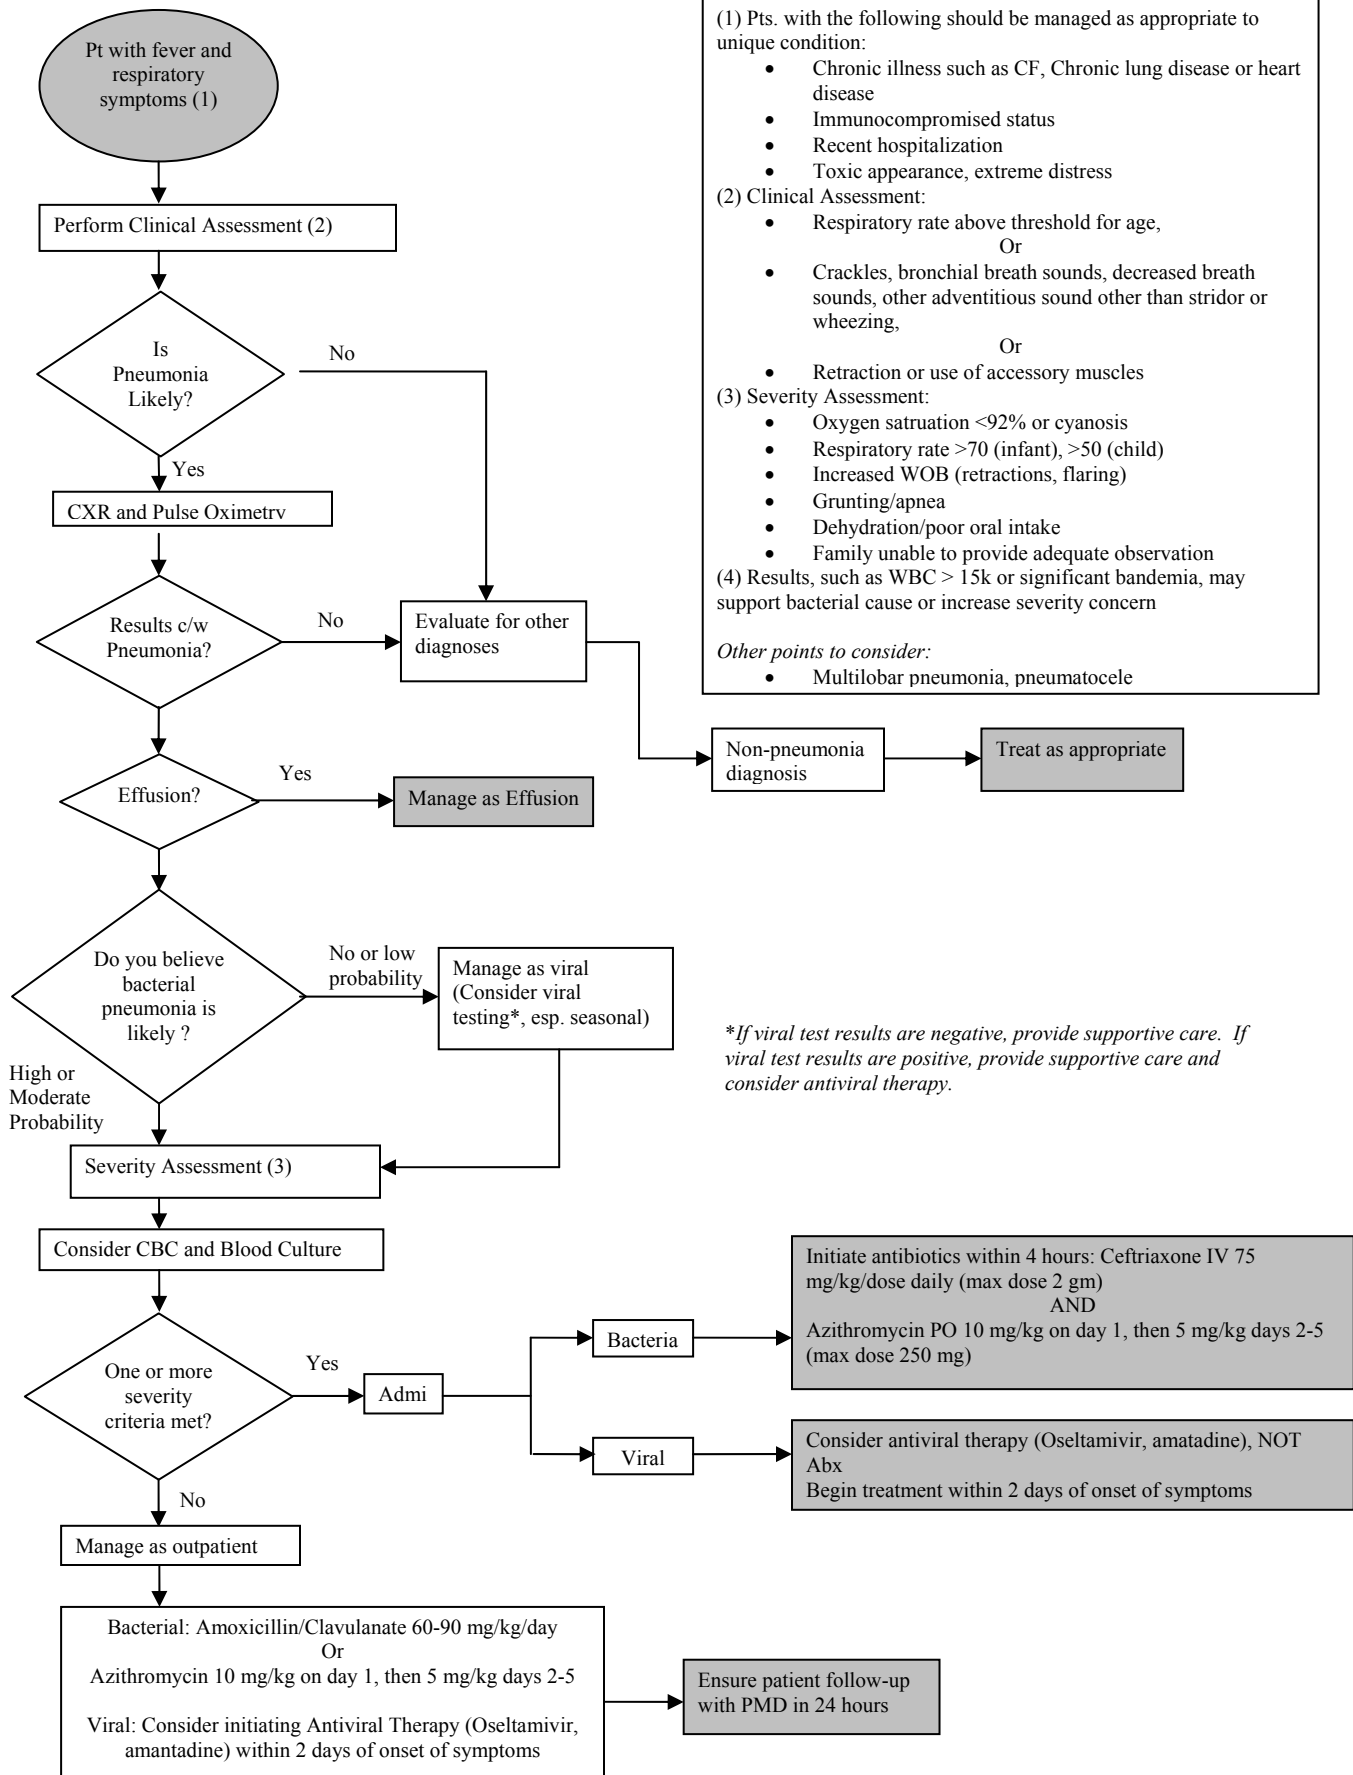 Pt with fever and
respiratory
symptoms (1)
Perform Clinical Assessment (2)
Is
Pneumonia
Likely?
No
Yes
CXR and Pulse Oximetry
Results c/w
Pneumonia?
No
Evaluate for other
diagnoses
Non-pneumonia
diagnosis
Treat as appropriate
Effusion?
Yes
Manage as Effusion
Do you believe
bacterial
pneumonia is
likely ?
No or low
probability
Manage as viral
(Consider viral
testing*, esp. seasonal)
High or
Moderate
Probability
Severity Assessment (3)
Consider CBC and Blood Culture
One or more
severity
criteria met?
Yes
Admi
Bacteria
Initiate antibiotics within 4 hours: Ceftriaxone IV 75
mg/kg/dose daily (max dose 2 gm)
AND
Azithromycin PO 10 mg/kg on day 1, then 5 mg/kg days 2-5
(max dose 250 mg)
Viral
Consider antiviral therapy (Oseltamivir, amatadine), NOT
Abx
Begin treatment within 2 days of onset of symptoms
No
Manage as outpatient
Bacterial: Amoxicillin/Clavulanate 60-90 mg/kg/day
Or
Azithromycin 10 mg/kg on day 1, then 5 mg/kg days 2-5
Viral: Consider initiating Antiviral Therapy (Oseltamivir,
amantadine) within 2 days of onset of symptoms
Ensure patient follow-up
with PMD in 24 hours
(1) Pts. with the following should be managed as appropriate to
unique condition:
• Chronic illness such as CF, Chronic lung disease or heart
disease
• Immunocompromised status
• Recent hospitalization
• Toxic appearance, extreme distress
(2) Clinical Assessment:
• Respiratory rate above threshold for age,
Or
• Crackles, bronchial breath sounds, decreased breath
sounds, other adventitious sound other than stridor or
wheezing,
Or
• Retraction or use of accessory muscles
(3) Severity Assessment:
• Oxygen satruation <92% or cyanosis
• Respiratory rate >70 (infant), >50 (child)
• Increased WOB (retractions, flaring)
• Grunting/apnea
• Dehydration/poor oral intake
• Family unable to provide adequate observation
(4) Results, such as WBC > 15k or significant bandemia, may
support bacterial cause or increase severity concern
Other points to consider:
• Multilobar pneumonia, pneumatocele
*If viral test results are negative, provide supportive care. If
viral test results are positive, provide supportive care and
consider antiviral therapy.